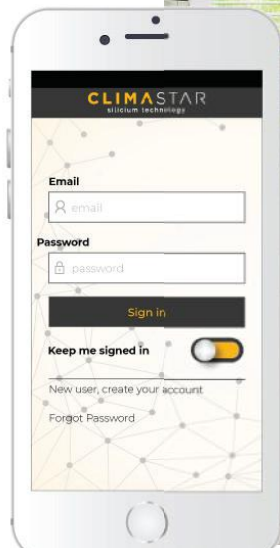 CLIMASTAR
silicium technology
Email
email
Password
password
Sign in
Keep me signed in
New user, create your account
Forgot Password